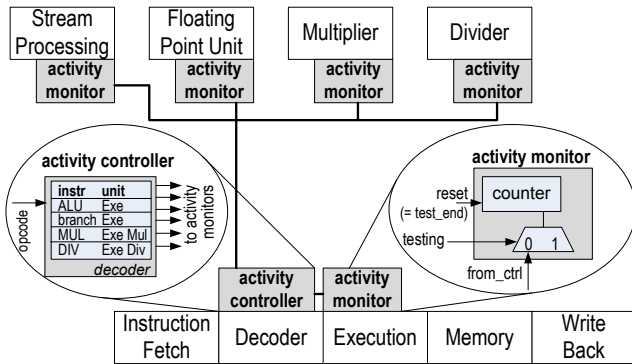 Stream
Processing
Floating
Point Unit
Multiplier
Divider
activity
monitor
activity
monitor
activity
monitor
activity
monitor
activity controller
opcode
instr unit
ALU Exe
branch Exe
MUL Exe Mul
DIV Exe Div
decoder
to activity
monitors
activity monitor
reset
(= test_end)
counter
testing
0 1
from_ctrl
activity
controller
activity
monitor
Instruction
Fetch
Decoder
Execution
Memory
Write
Back